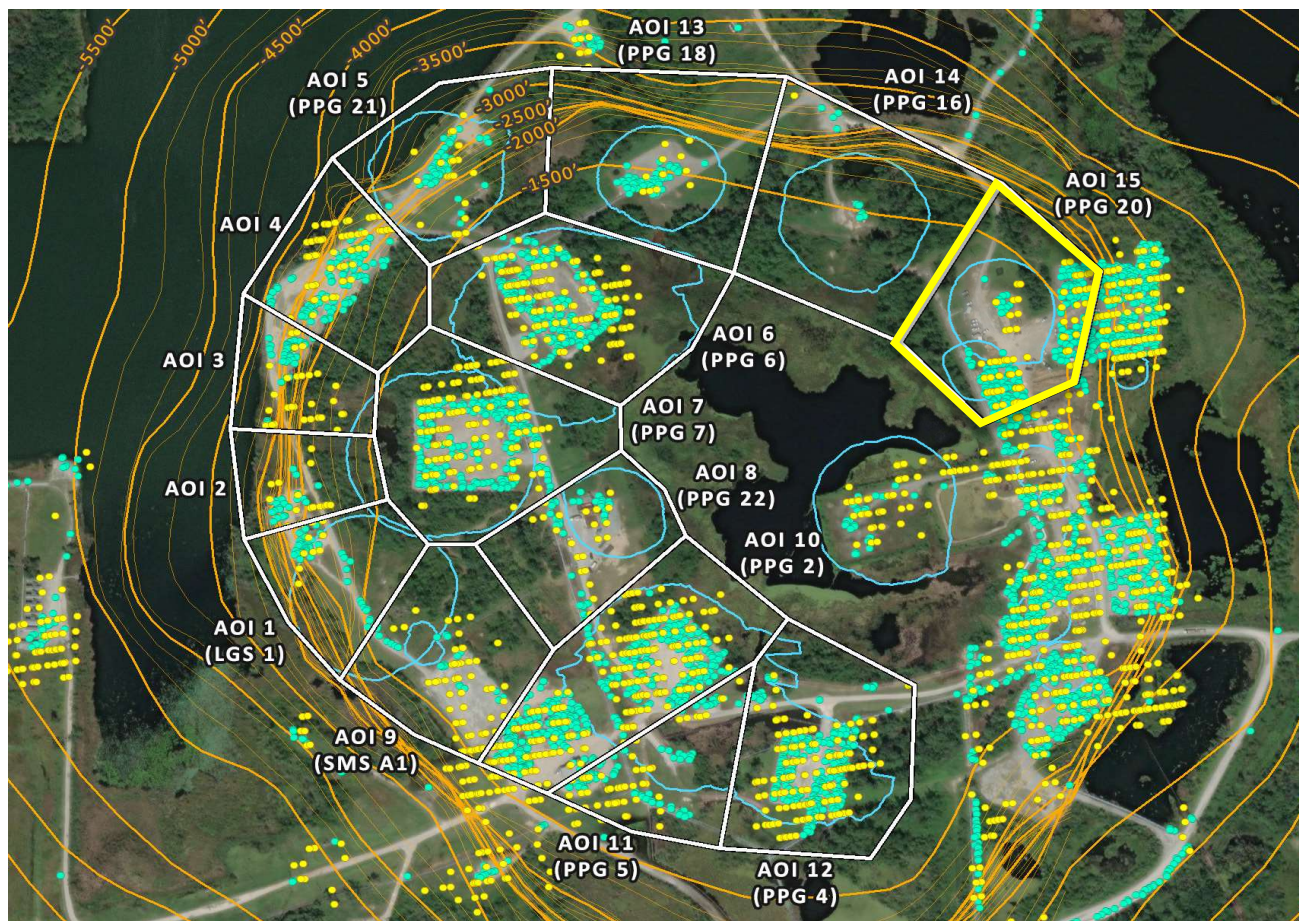 -5500'
-5000'
-4500'
-4000'
-3500'
-3000'
-2500'
-2000'
-1500'
AOI 13
(PPG 18)
AOI 5
(PPG 21)
AOI 14
(PPG 16)
AOI 15
(PPG 20)
AOI 4
AOI 3
AOI 6
(PPG 6)
AOI 7
(PPG 7)
AOI 8
(PPG 22)
AOI 2
AOI 10
(PPG 2)
AOI 1
(LGS 1)
AOI 9
(SMS A1)
AOI 11
(PPG 5)
AOI 12
(PPG 4)